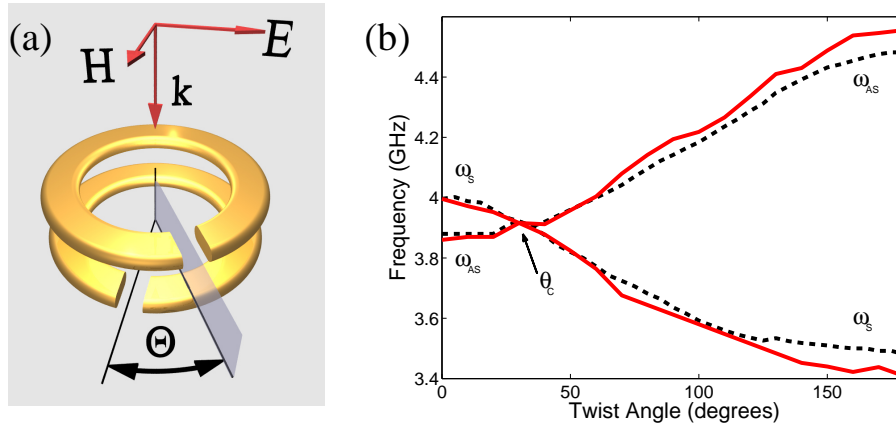 (a)
H
E
k
Θ
(b)
Frequency (GHz)
4.4
4.2
4
3.8
3.6
3.4
ω_S
ω_AS
θ_C
ω_AS
ω_S
0
50
100
150
Twist Angle (degrees)